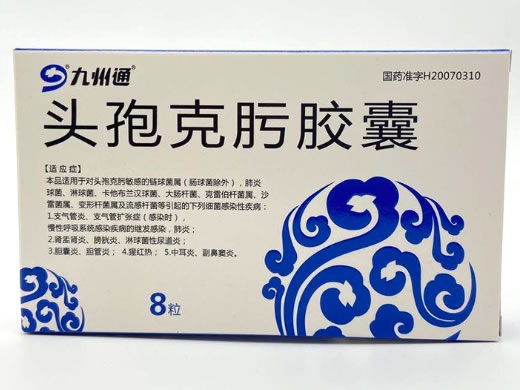 九州通®
国药准字H20070310
头孢克肟胶囊
【适应症】
本品适用于对头孢克肟敏感的链球菌属（肠球菌除外），肺炎
球菌、淋球菌、卡他布兰汉球菌、大肠杆菌、克雷伯杆菌属、沙
雷菌属、变形杆菌属及流感杆菌等引起的下列细菌感染性疾病：
1.支气管炎、支气管扩张症（感染时），
慢性呼吸系统感染疾病的继发感染，肺炎；
2.肾盂肾炎、膀胱炎、淋球菌性尿道炎；
3.胆囊炎、胆管炎； 4.猩红热； 5.中耳炎、副鼻窦炎。
8粒